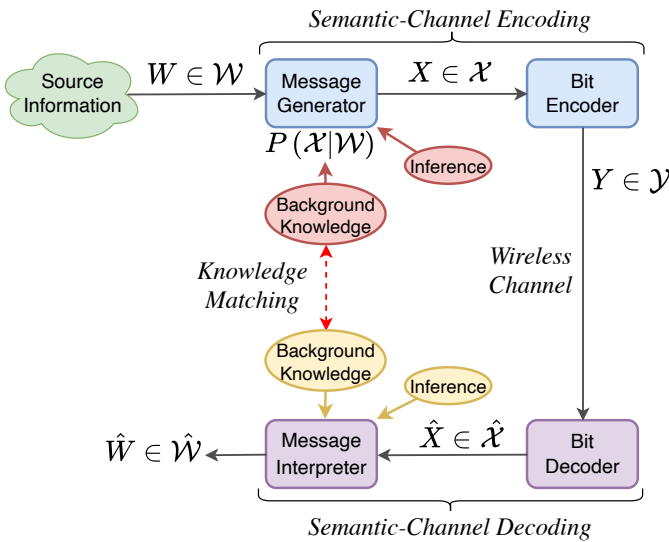 Semantic-Channel Encoding
Source
Information
W ∈ 𝒲
Message
Generator
X ∈ 𝒳
Bit
Encoder
P (𝒳|𝒲)
Inference
Y ∈ 𝒴
Background
Knowledge
Knowledge
Matching
Wireless
Channel
Background
Knowledge
Inference
Ŵ ∈ 𝒲̂
Message
Interpreter
X̂ ∈ 𝒳̂
Bit
Decoder
Semantic-Channel Decoding